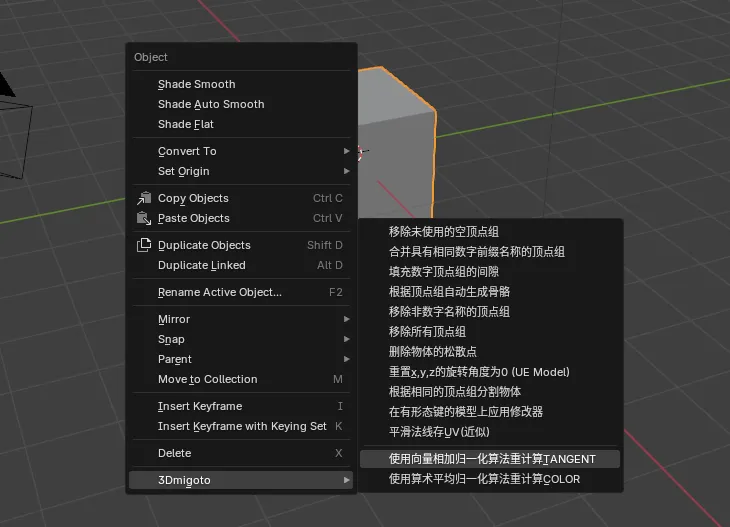 Object
Shade Smooth
Shade Auto Smooth
Shade Flat
Convert To
Set Origin
Copy Objects Ctrl C
Paste Objects Ctrl V
Duplicate Objects Shift D
Duplicate Linked Alt D
Rename Active Object... F2
Mirror
Snap
Parent
Move to Collection M
Insert Keyframe I
Insert Keyframe with Keying Set K
Delete X
3Dmigoto
移除未使用的空顶点组
合并具有相同数字前缀名称的顶点组
填充数字顶点组的间隙
根据顶点组自动生成骨骼
移除非数字名称的顶点组
移除所有顶点组
删除物体的松散点
重置x,y,z的旋转角度为0 (UE Model)
根据相同的顶点组分割物体
在有形态键的模型上应用修改器
平滑法线存UV(近似)
使用向量相加归一化算法重计算TANGENT
使用算术平均归一化算法重计算COLOR